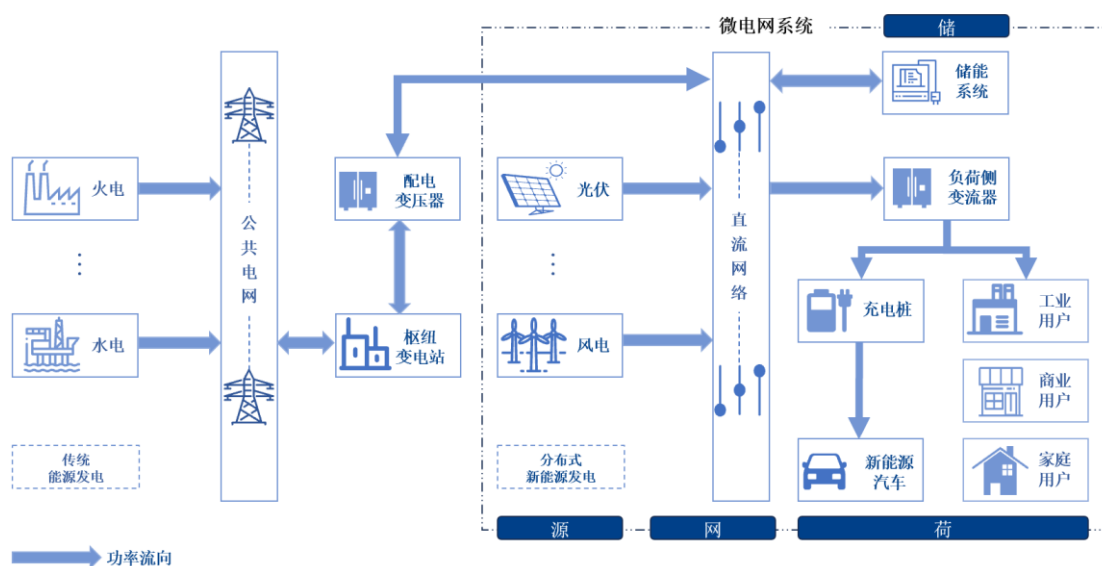 微电网系统
储
储能
系统
火电
配电
变压器
光伏
负荷侧
变流器
公共电网
直流网络
充电桩
工业
用户
水电
枢纽
变电站
风电
商业
用户
传统
能源发电
分布式
新能源发电
新能源
汽车
家庭
用户
源
网
荷
功率流向